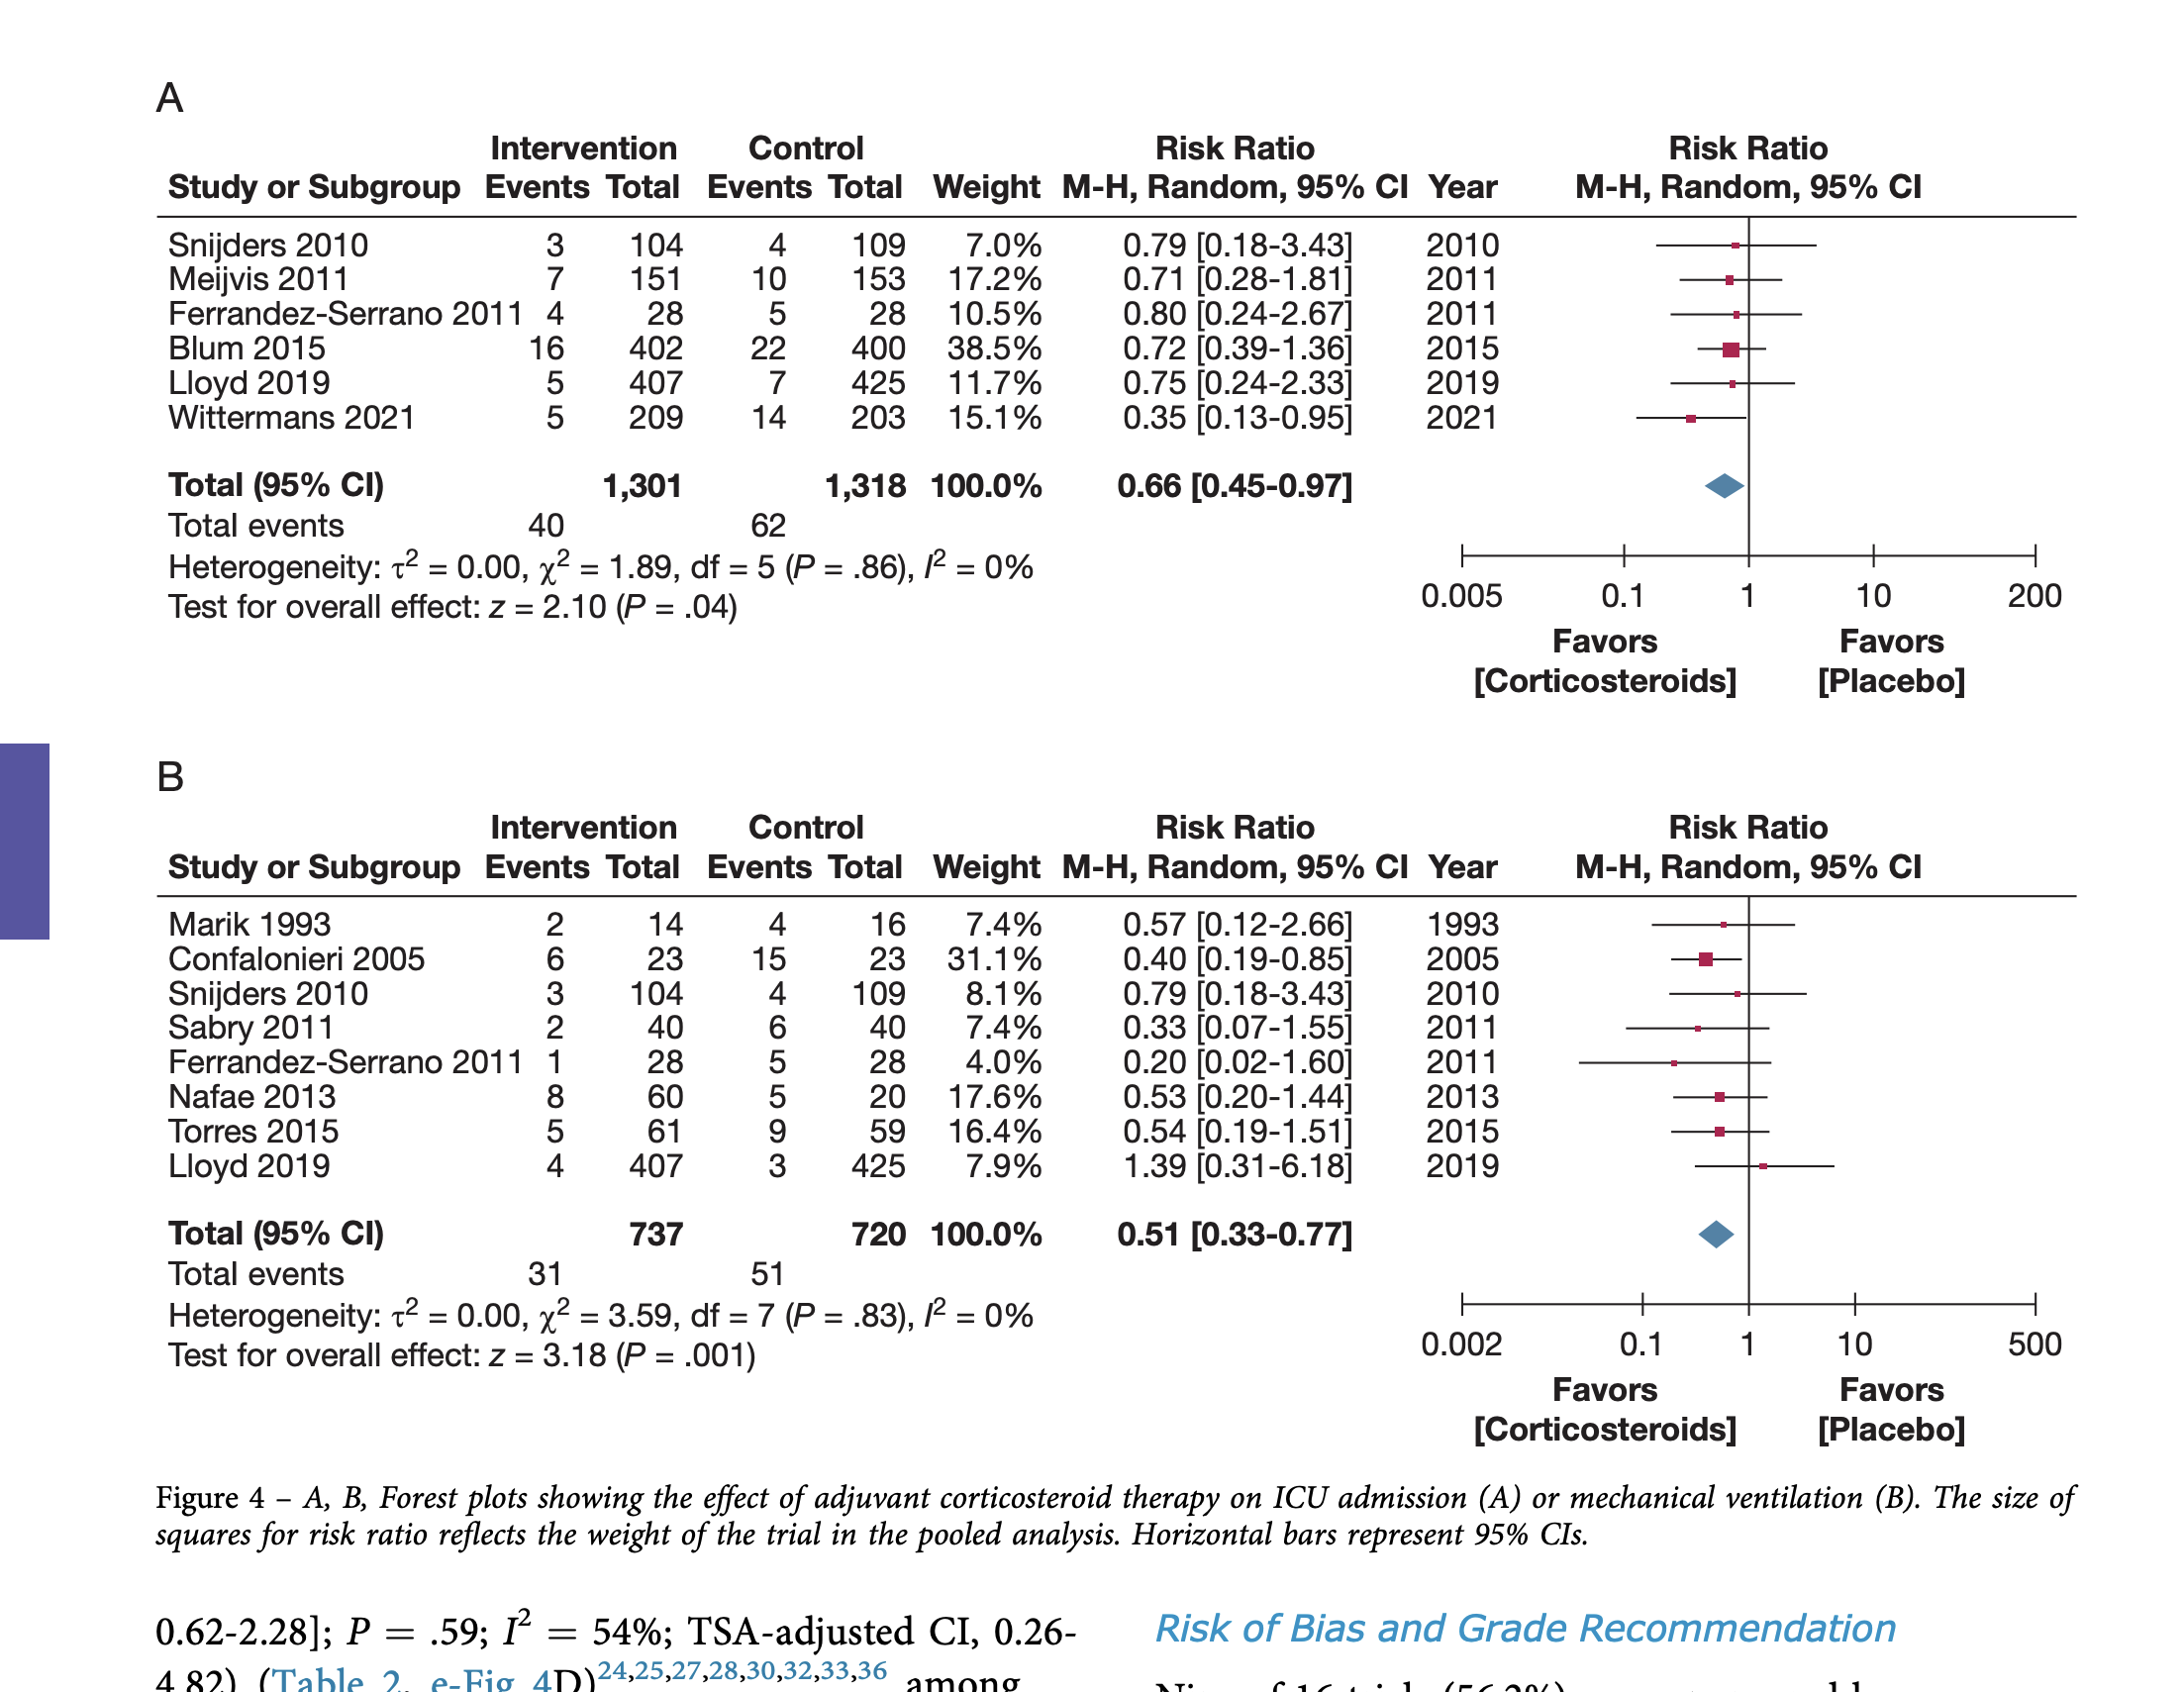 A
Intervention Control Risk Ratio Risk Ratio
Study or Subgroup Events Total Events Total Weight M-H, Random, 95% CI Year M-H, Random, 95% CI
Snijders 2010 3 104 4 109 7.0% 0.79 [0.18-3.43] 2010
Meijvis 2011 7 151 10 153 17.2% 0.71 [0.28-1.81] 2011
Ferrandez-Serrano 2011 4 28 5 28 10.5% 0.80 [0.24-2.67] 2011
Blum 2015 16 402 22 400 38.5% 0.72 [0.39-1.36] 2015
Lloyd 2019 5 407 7 425 11.7% 0.75 [0.24-2.33] 2019
Wittermans 2021 5 209 14 203 15.1% 0.35 [0.13-0.95] 2021
Total (95% CI) 1,301 1,318 100.0% 0.66 [0.45-0.97]
Total events 40 62
Heterogeneity: τ² = 0.00, χ² = 1.89, df = 5 (P = .86), I² = 0%
Test for overall effect: z = 2.10 (P = .04)
0.005 0.1 1 10 200
Favors Favors
[Corticosteroids] [Placebo]
B
Intervention Control Risk Ratio Risk Ratio
Study or Subgroup Events Total Events Total Weight M-H, Random, 95% CI Year M-H, Random, 95% CI
Marik 1993 2 14 4 16 7.4% 0.57 [0.12-2.66] 1993
Confalonieri 2005 6 23 15 23 31.1% 0.40 [0.19-0.85] 2005
Snijders 2010 3 104 4 109 8.1% 0.79 [0.18-3.43] 2010
Sabry 2011 2 40 6 40 7.4% 0.33 [0.07-1.55] 2011
Ferrandez-Serrano 2011 1 28 5 28 4.0% 0.20 [0.02-1.60] 2011
Nafae 2013 8 60 5 20 17.6% 0.53 [0.20-1.44] 2013
Torres 2015 5 61 9 59 16.4% 0.54 [0.19-1.51] 2015
Lloyd 2019 4 407 3 425 7.9% 1.39 [0.31-6.18] 2019
Total (95% CI) 737 720 100.0% 0.51 [0.33-0.77]
Total events 31 51
Heterogeneity: τ² = 0.00, χ² = 3.59, df = 7 (P = .83), I² = 0%
Test for overall effect: z = 3.18 (P = .001)
0.002 0.1 1 10 500
Favors Favors
[Corticosteroids] [Placebo]
Figure 4 – A, B, Forest plots showing the effect of adjuvant corticosteroid therapy on ICU admission (A) or mechanical ventilation (B). The size of
squares for risk ratio reflects the weight of the trial in the pooled analysis. Horizontal bars represent 95% CIs.
0.62-2.28]; P = .59; I² = 54%; TSA-adjusted CI, 0.26-
4.82) (Table 2, e-Fig 4D)24,25,27,28,30,32,33,36 among
Risk of Bias and Grade Recommendation